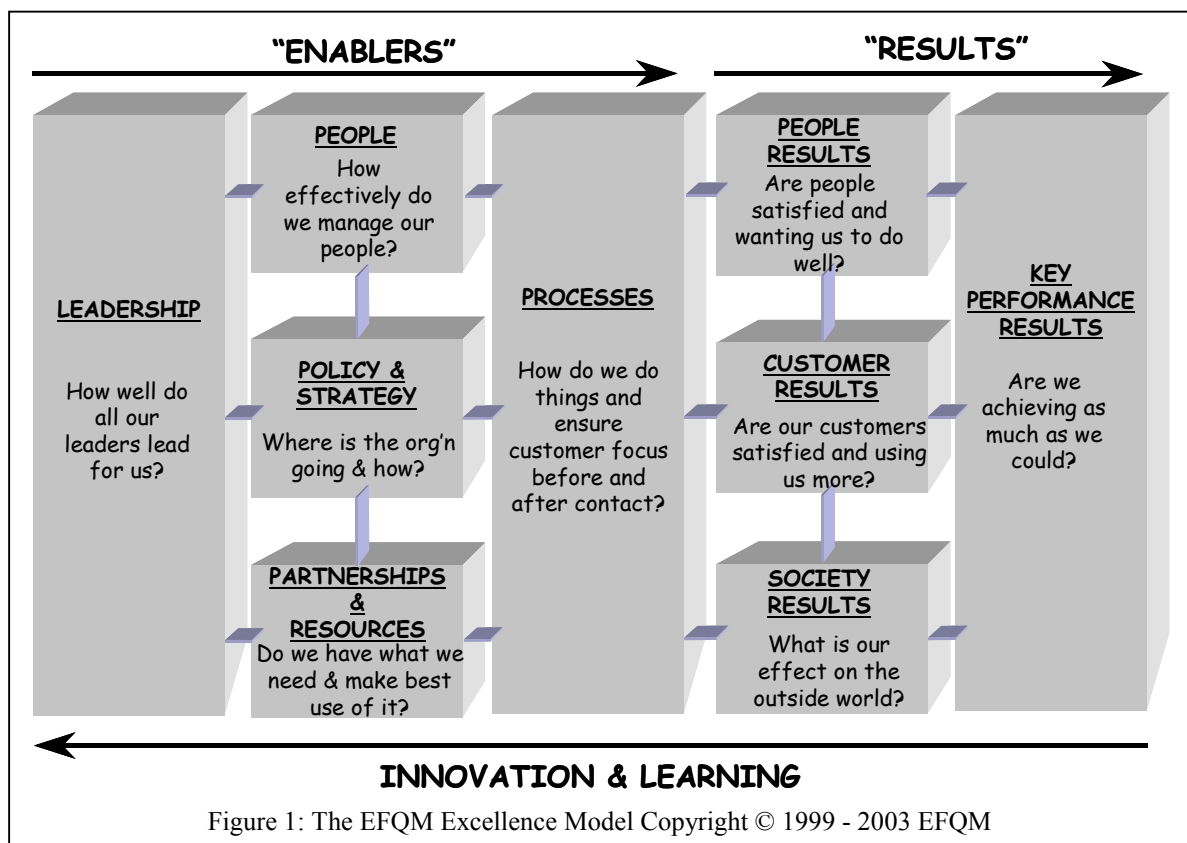 “ENABLERS”
“RESULTS”
LEADERSHIP
How well do
all our
leaders lead
for us?
PEOPLE
How
effectively do
we manage our
people?
POLICY &
STRATEGY
Where is the org’n
going & how?
PARTNERSHIPS
&
RESOURCES
Do we have what we
need & make best
use of it?
PROCESSES
How do we do
things and
ensure
customer focus
before and
after contact?
PEOPLE
RESULTS
Are people
satisfied and
wanting us to do
well?
CUSTOMER
RESULTS
Are our customers
satisfied and using
us more?
SOCIETY
RESULTS
What is our
effect on the
outside world?
KEY
PERFORMANCE
RESULTS
Are we
achieving as
much as we
could?
INNOVATION & LEARNING
Figure 1: The EFQM Excellence Model Copyright © 1999 - 2003 EFQM